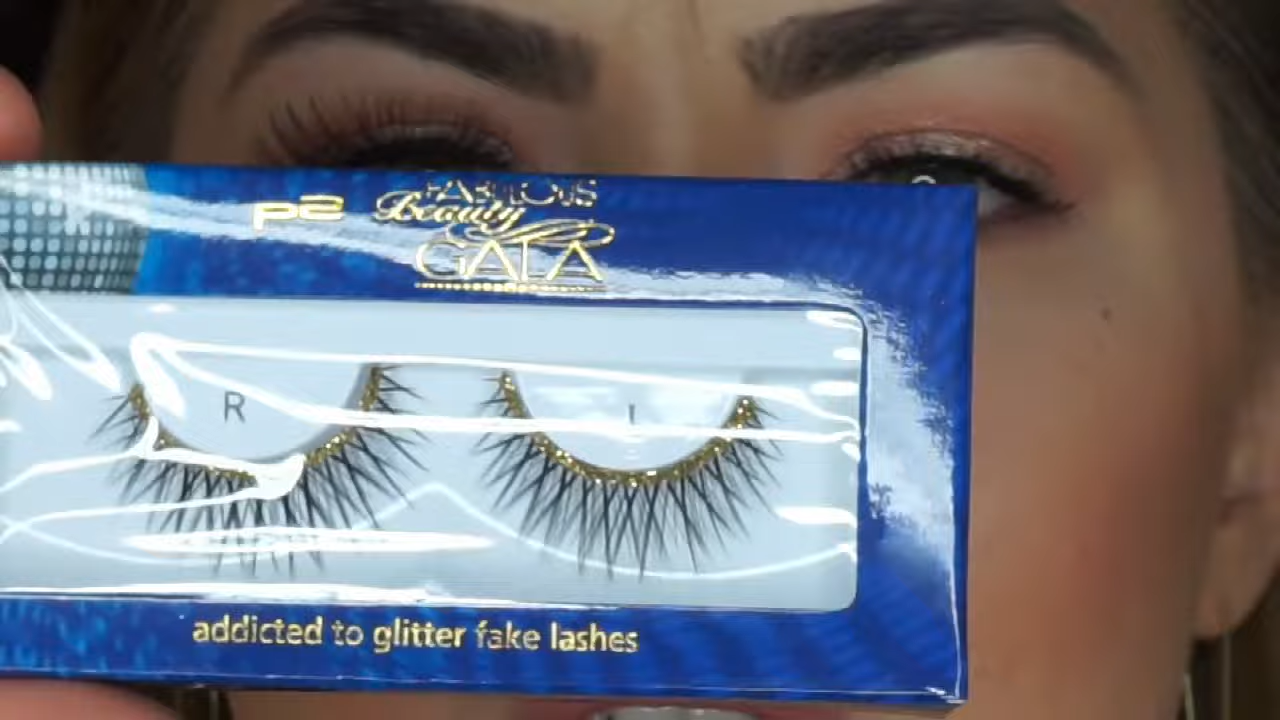 p2
FABULOUS
Beauty
GALA
R
L
addicted to glitter fake lashes